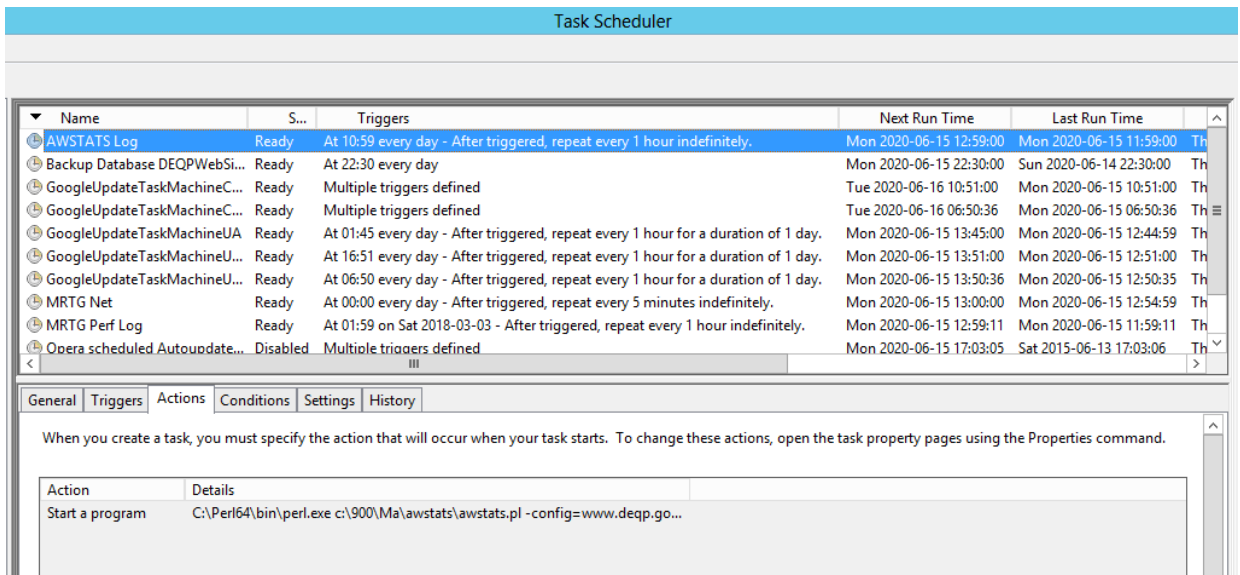 Task Scheduler
Name S... Triggers Next Run Time Last Run Time
AWSTATS Log Ready At 10:59 every day - After triggered, repeat every 1 hour indefinitely. Mon 2020-06-15 12:59:00 Mon 2020-06-15 11:59:00 Th
Backup Database DEQPWebSi... Ready At 22:30 every day Mon 2020-06-15 22:30:00 Sun 2020-06-14 22:30:00 Th
GoogleUpdateTaskMachineC... Ready Multiple triggers defined Tue 2020-06-16 10:51:00 Mon 2020-06-15 10:51:00 Th
GoogleUpdateTaskMachineC... Ready Multiple triggers defined Tue 2020-06-16 06:50:36 Mon 2020-06-15 06:50:36 Th
GoogleUpdateTaskMachineUA Ready At 01:45 every day - After triggered, repeat every 1 hour for a duration of 1 day. Mon 2020-06-15 13:45:00 Mon 2020-06-15 12:44:59 Th
GoogleUpdateTaskMachineU... Ready At 16:51 every day - After triggered, repeat every 1 hour for a duration of 1 day. Mon 2020-06-15 13:51:00 Mon 2020-06-15 12:51:00 Th
GoogleUpdateTaskMachineU... Ready At 06:50 every day - After triggered, repeat every 1 hour for a duration of 1 day. Mon 2020-06-15 13:50:36 Mon 2020-06-15 12:50:35 Th
MRTG Net Ready At 00:00 every day - After triggered, repeat every 5 minutes indefinitely. Mon 2020-06-15 13:00:00 Mon 2020-06-15 12:54:59 Th
MRTG Perf Log Ready At 01:59 on Sat 2018-03-03 - After triggered, repeat every 1 hour indefinitely. Mon 2020-06-15 12:59:11 Mon 2020-06-15 11:59:11 Th
Opera scheduled Autoupdate... Disabled Multiple triggers defined Mon 2020-06-15 17:03:05 Sat 2015-06-13 17:03:06 Th
General Triggers Actions Conditions Settings History
When you create a task, you must specify the action that will occur when your task starts. To change these actions, open the task property pages using the Properties command.
Action Details
Start a program C:\Perl64\bin\perl.exe c:\900\Ma\awstats\awstats.pl -config=www.deqp.go...